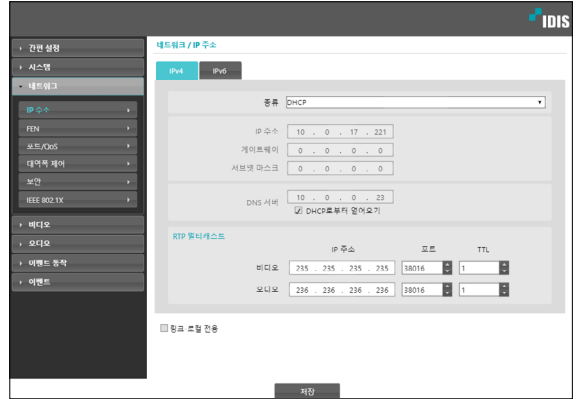 IDIS
간편 설정
시스템
네트워크
IP 주소
FEN
포트/QoS
대역폭 제어
보안
IEEE 802.1X
비디오
오디오
이벤트 동작
이벤트
네트워크 / IP 주소
IPv4 IPv6
종류 DHCP
IP 주소 10 . 0 . 17 . 221
게이트웨이 0 . 0 . 0 . 0
서브넷 마스크 0 . 0 . 0 . 0
DNS 서버 10 . 0 . 0 . 23
DHCP로부터 얻어오기
RTP 멀티캐스트
IP 주소 포트 TTL
비디오 235 . 235 . 235 . 235 38016 1
오디오 236 . 236 . 236 . 236 38016 1
링크 로컬 전용
저장